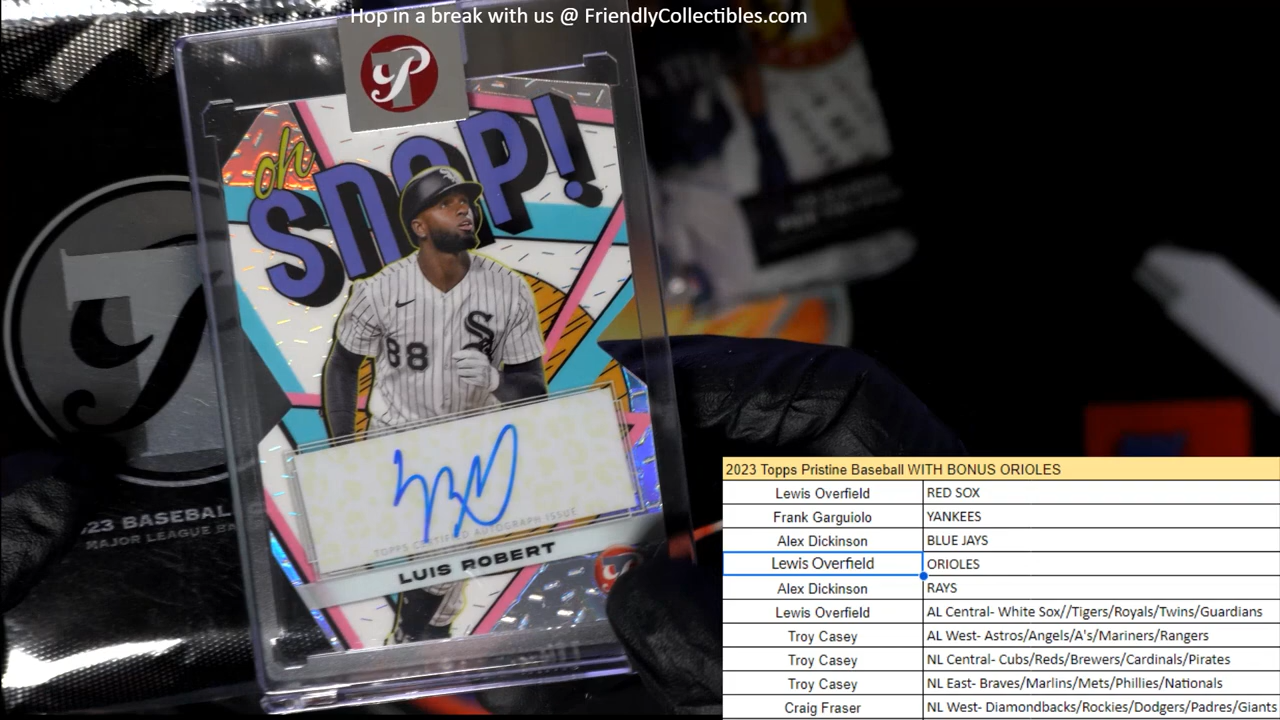 Hop in a break with us @ FriendlyCollectibles.com
oh
SNAP!
88
TOPPS CERTIFIED AUTOGRAPH ISSUE
LUIS ROBERT
23 BASEBAL
MAJOR LEAGUE BA
2023 Topps Pristine Baseball WITH BONUS ORIOLES
Lewis Overfield RED SOX
Frank Garguiolo YANKEES
Alex Dickinson BLUE JAYS
Lewis Overfield ORIOLES
Alex Dickinson RAYS
Lewis Overfield AL Central- White Sox//Tigers/Royals/Twins/Guardians
Troy Casey AL West- Astros/Angels/A's/Mariners/Rangers
Troy Casey NL Central- Cubs/Reds/Brewers/Cardinals/Pirates
Troy Casey NL East- Braves/Marlins/Mets/Phillies/Nationals
Craig Fraser NL West- Diamondbacks/Rockies/Dodgers/Padres/Giants